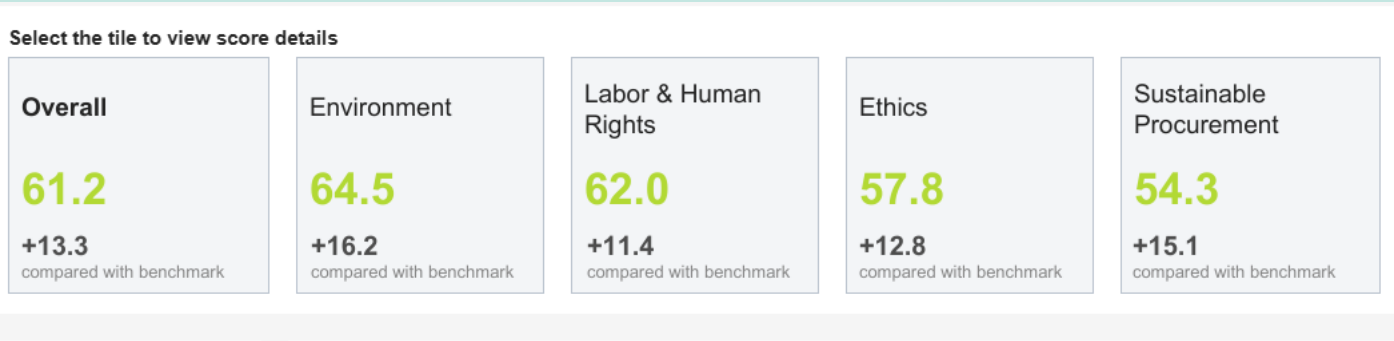 Select the tile to view score details
Overall
61.2
+13.3
compared with benchmark
Environment
64.5
+16.2
compared with benchmark
Labor & Human
Rights
62.0
+11.4
compared with benchmark
Ethics
57.8
+12.8
compared with benchmark
Sustainable
Procurement
54.3
+15.1
compared with benchmark